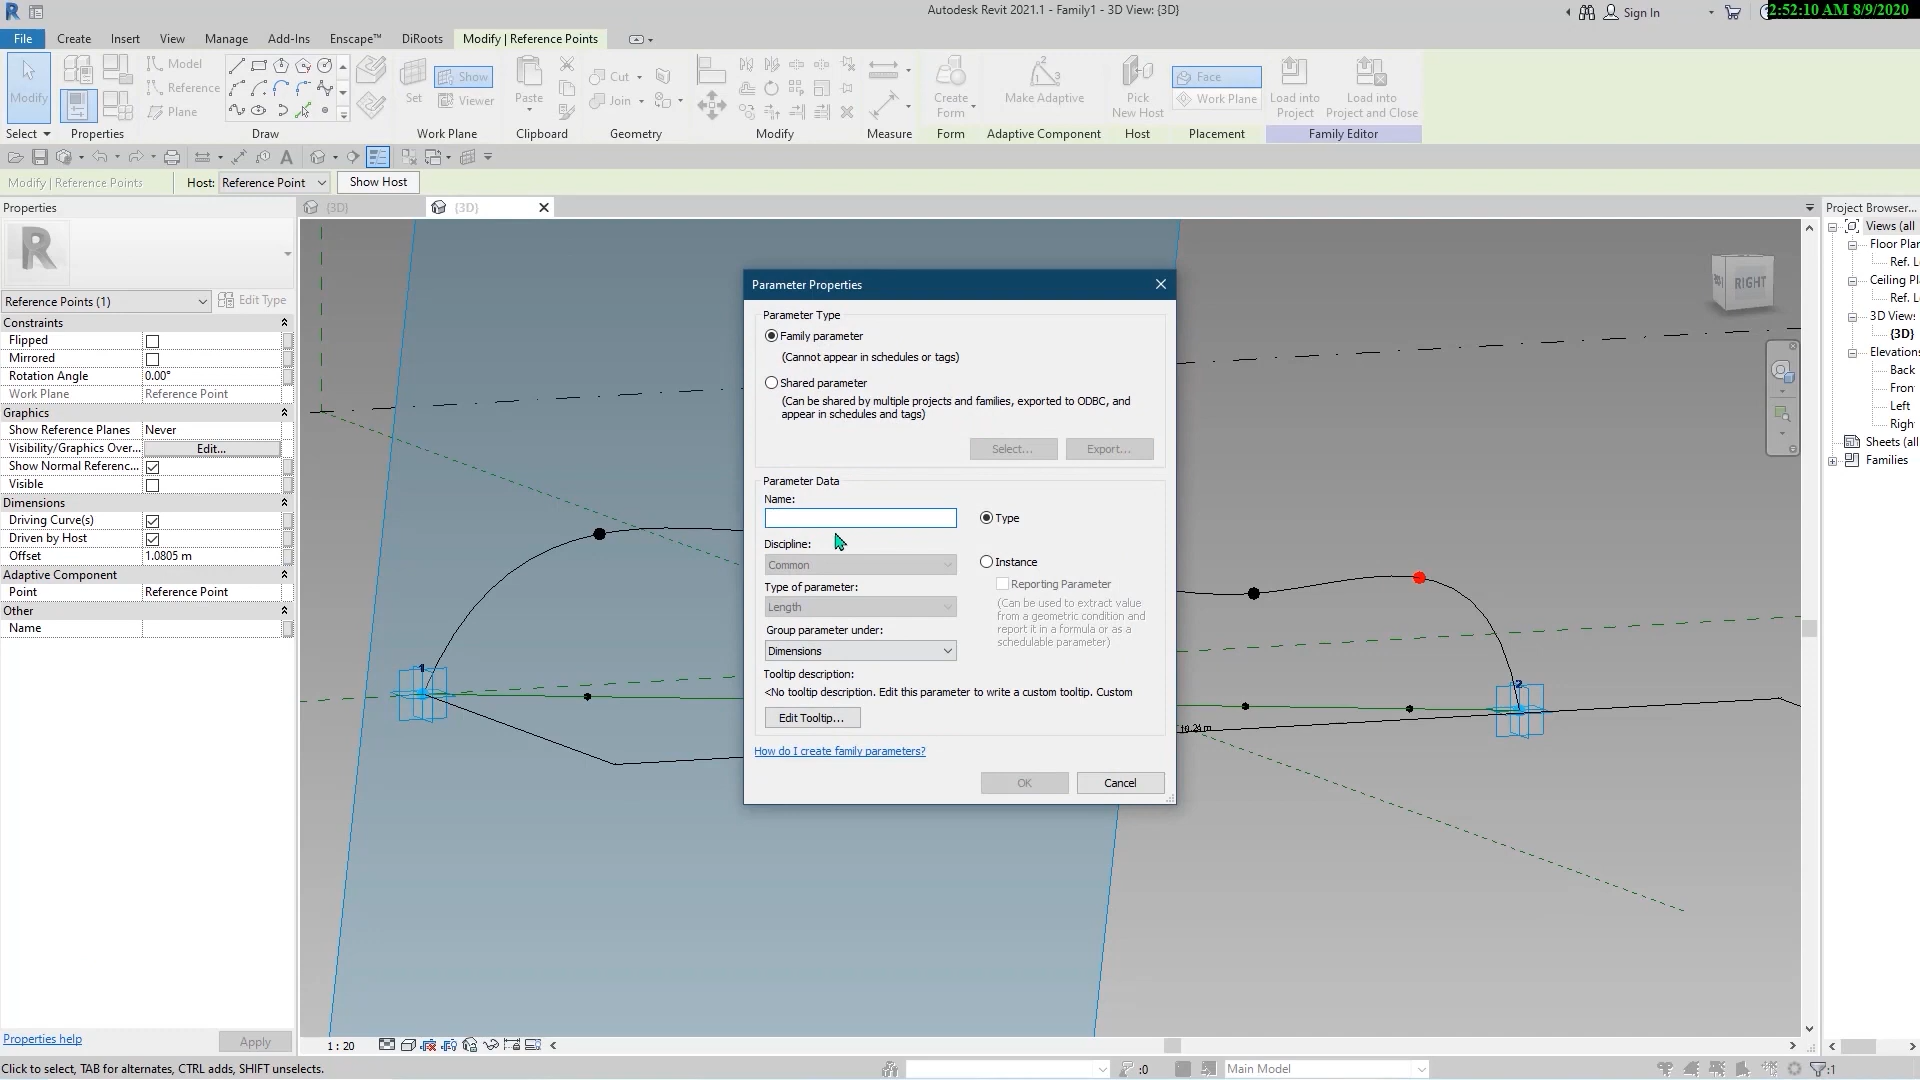 Autodesk Revit 2021.1 - Family1 - 3D View: {3D}
Sign In
2:52:10 AM 8/9/2020
File
Create
Insert
View
Manage
Add-Ins
Enscape™
DiRoots
Modify | Reference Points
Modify
Model
Reference
Plane
Set
Show
Viewer
Paste
Cut
Join
Create
Form
Make Adaptive
Pick
New Host
Face
Work Plane
Load into
Project
Load into
Project and Close
Select
Properties
Draw
Work Plane
Clipboard
Geometry
Modify
Measure
Form
Adaptive Component
Host
Placement
Family Editor
Modify | Reference Points
Host:
Reference Point
Show Host
Properties
{3D}
{3D}
Project Browser...
R
Reference Points (1)
Edit Type
Constraints
Flipped
Mirrored
Rotation Angle
0.00°
Work Plane
Reference Point
Graphics
Show Reference Planes
Never
Visibility/Graphics Over...
Edit...
Show Normal Referenc...
Visible
Dimensions
Driving Curve(s)
Driven by Host
Offset
1.0805 m
Adaptive Component
Point
Reference Point
Other
Name
Properties help
Apply
Parameter Properties
Parameter Type
Family parameter
(Cannot appear in schedules or tags)
Shared parameter
(Can be shared by multiple projects and families, exported to ODBC, and
appear in schedules and tags)
Select...
Export...
Parameter Data
Name:
Type
Discipline:
Common
Instance
Reporting Parameter
(Can be used to extract value
from a geometric condition and
report it in a formula or as a
schedulable parameter)
Type of parameter:
Length
Group parameter under:
Dimensions
Tooltip description:
<No tooltip description. Edit this parameter to write a custom tooltip. Custom
Edit Tooltip...
How do I create family parameters?
OK
Cancel
1
2
RIGHT
Views (all
Floor Plan
Ref. L
Ceiling Pl
Ref. L
3D Views
{3D}
Elevations
Back
Front
Left
Right
Sheets (all
Families
1 : 20
Click to select, TAB for alternates, CTRL adds, SHIFT unselects.
:0
Main Model
:1